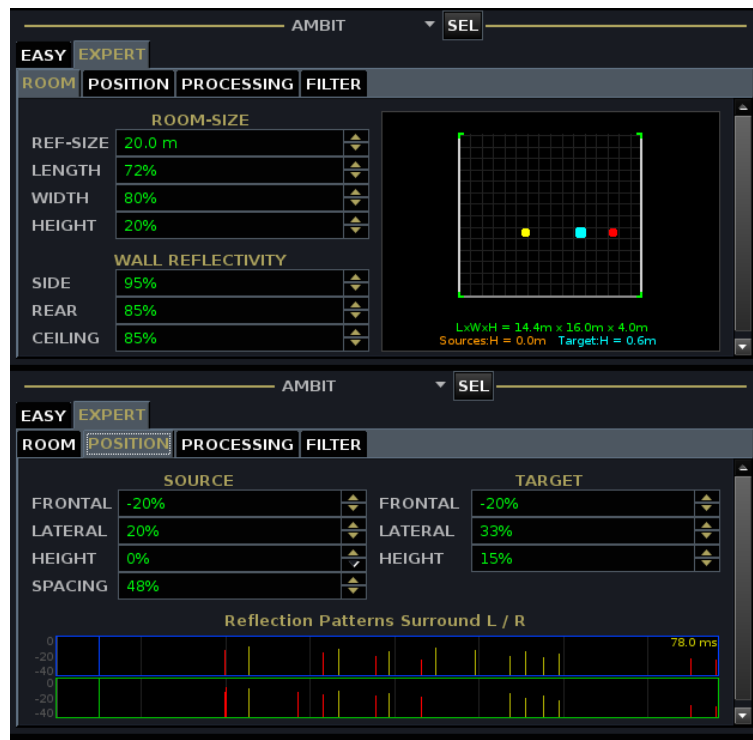 AMBIT SEL
EASY EXPERT
ROOM POSITION PROCESSING FILTER
ROOM-SIZE
REF-SIZE 20.0 m
LENGTH 72%
WIDTH 80%
HEIGHT 20%
WALL REFLECTIVITY
SIDE 95%
REAR 85%
CEILING 85%
LxWxH = 14.4m x 16.0m x 4.0m
Sources:H = 0.0m Target:H = 0.6m
AMBIT SEL
EASY EXPERT
ROOM POSITION PROCESSING FILTER
SOURCE TARGET
FRONTAL -20% FRONTAL -20%
LATERAL 20% LATERAL 33%
HEIGHT 0% HEIGHT 15%
SPACING 48%
Reflection Patterns Surround L / R
0 78.0 ms
-20
-40
0
-20
-40